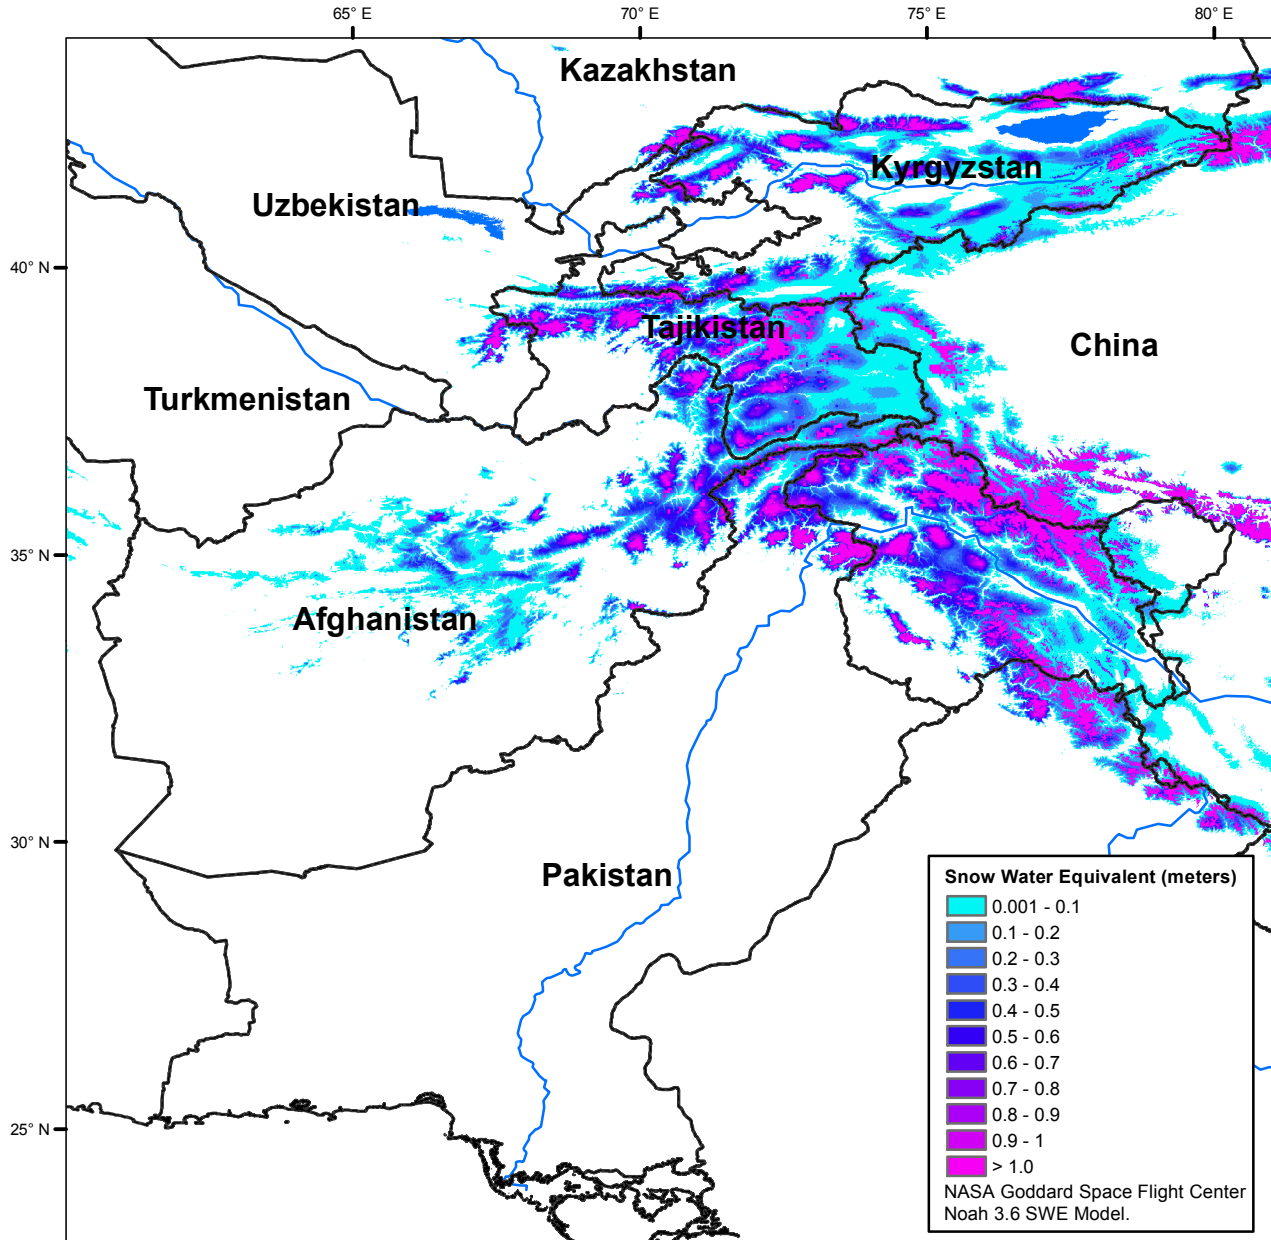 65° E
70° E
75° E
80° E
Kazakhstan
Kyrgyzstan
Uzbekistan
40° N
Tajikistan
China
Turkmenistan
35° N
Afghanistan
30° N
Pakistan
25° N
Snow Water Equivalent (meters)
0.001 - 0.1
0.1 - 0.2
0.2 - 0.3
0.3 - 0.4
0.4 - 0.5
0.5 - 0.6
0.6 - 0.7
0.7 - 0.8
0.8 - 0.9
0.9 - 1
> 1.0
NASA Goddard Space Flight Center
Noah 3.6 SWE Model.